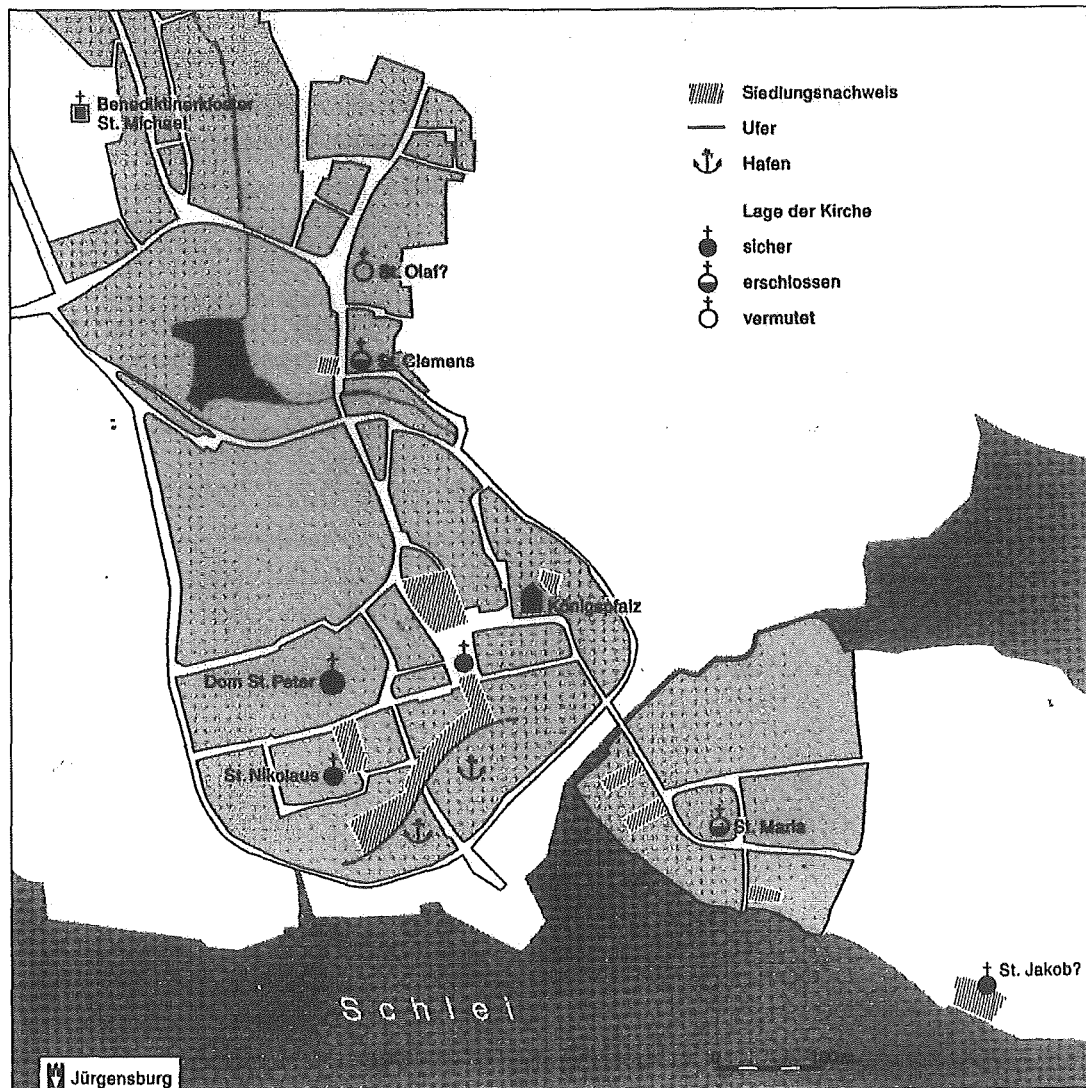 Benediktinerkloster
St. Michael
Siedlungsnachweis
Ufer
Hafen
Lage der Kirche
sicher
erschlossen
vermutet
St. Olaf?
St. Clemens
Königspfalz
Dom St. Peter
St. Nikolaus
St. Maria
St. Jakob?
Schlei
Jürgensburg